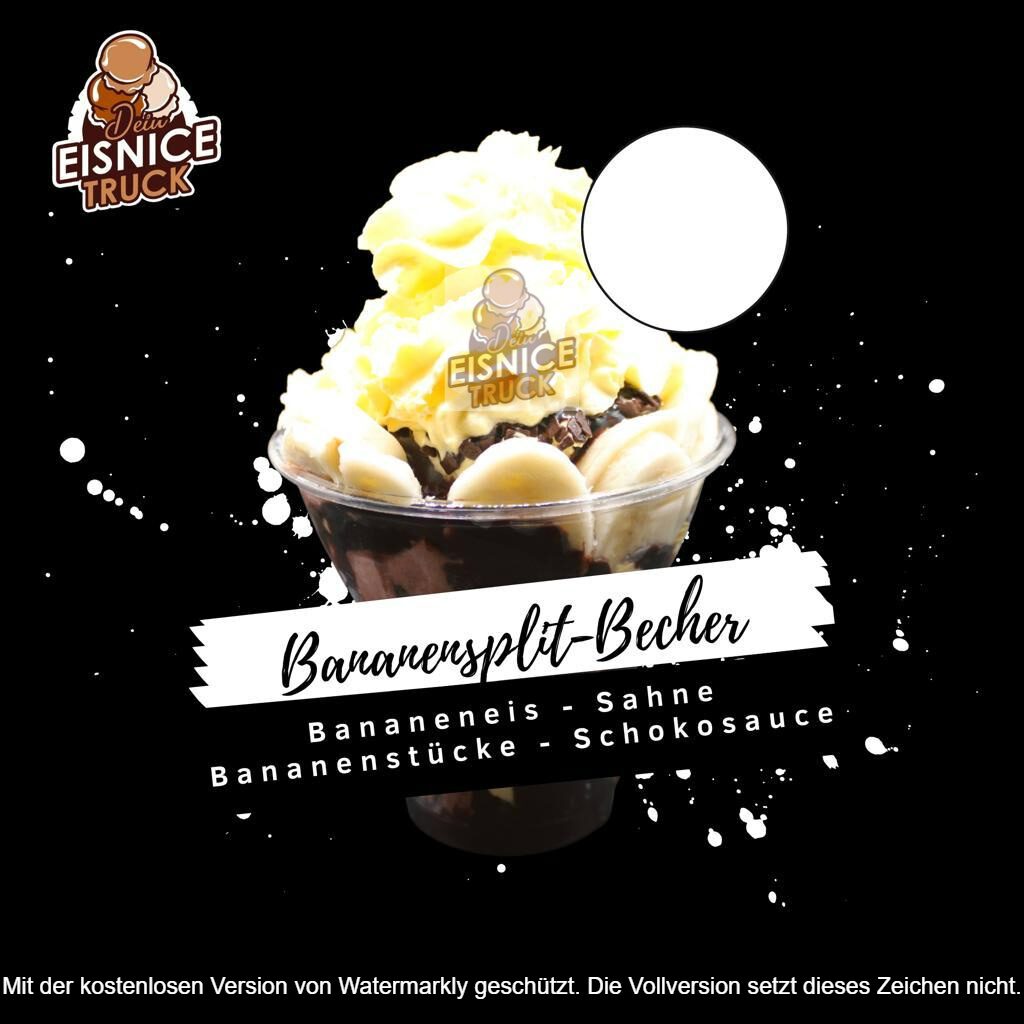 Dein
EISNICE
TRUCK
Dein
EISNICE
TRUCK
Bananensplit-Becher
Bananeneis - Sahne
Bananenstücke - Schokosauce
Mit der kostenlosen Version von Watermarkly geschützt. Die Vollversion setzt dieses Zeichen nicht.